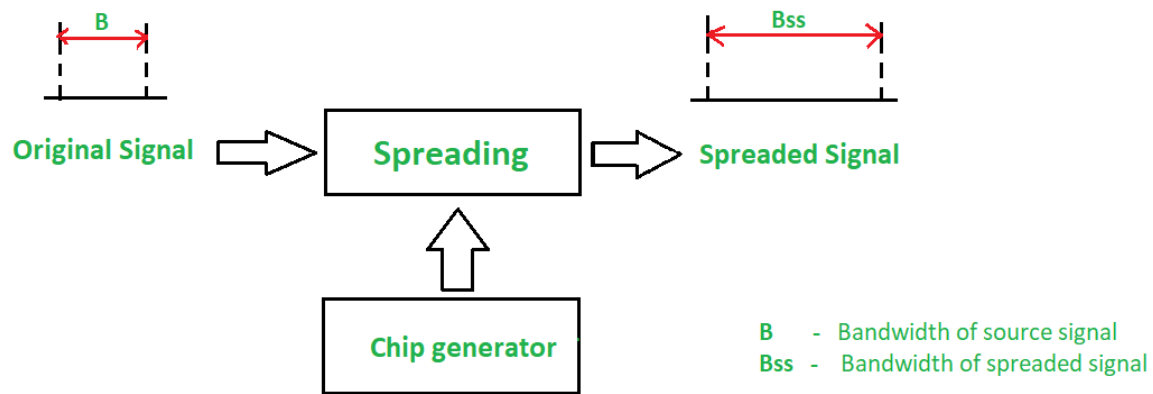 B
Bss
Original Signal
Spreading
Spreaded Signal
Chip generator
B - Bandwidth of source signal
Bss - Bandwidth of spreaded signal